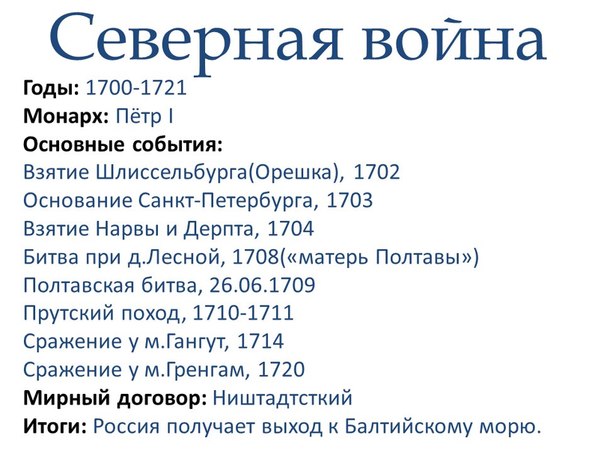 Северная война
Годы: 1700-1721
Монарх: Пётр I
Основные события:
Взятие Шлиссельбурга(Орешка), 1702
Основание Санкт-Петербурга, 1703
Взятие Нарвы и Дерпта, 1704
Битва при д.Лесной, 1708(«матерь Полтавы»)
Полтавская битва, 26.06.1709
Прутский поход, 1710-1711
Сражение у м.Гангут, 1714
Сражение у м.Гренгам, 1720
Мирный договор: Ништадтсткий
Итоги: Россия получает выход к Балтийскому морю.